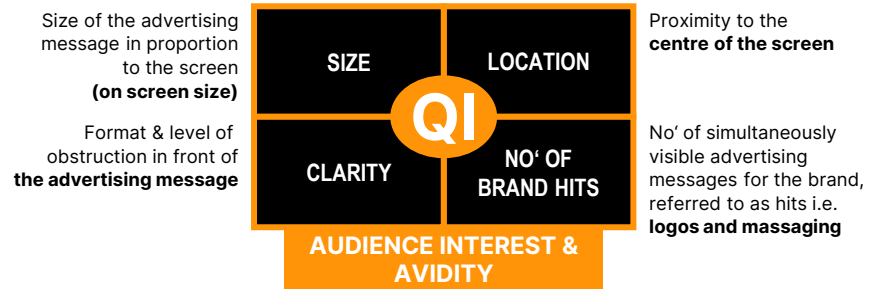 Size of the advertising
message in proportion
to the screen
(on screen size)
SIZE
LOCATION
Proximity to the
centre of the screen
QI
Format & level of
obstruction in front of
the advertising message
CLARITY
NO‘ OF
BRAND HITS
No‘ of simultaneously
visible advertising
messages for the brand,
referred to as hits i.e.
logos and massaging
AUDIENCE INTEREST &
AVIDITY